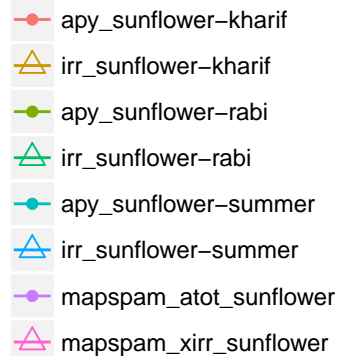 apy_sunflower−kharif
irr_sunflower−kharif
apy_sunflower−rabi
irr_sunflower−rabi
apy_sunflower−summer
irr_sunflower−summer
mapspam_atot_sunflower
mapspam_xirr_sunflower